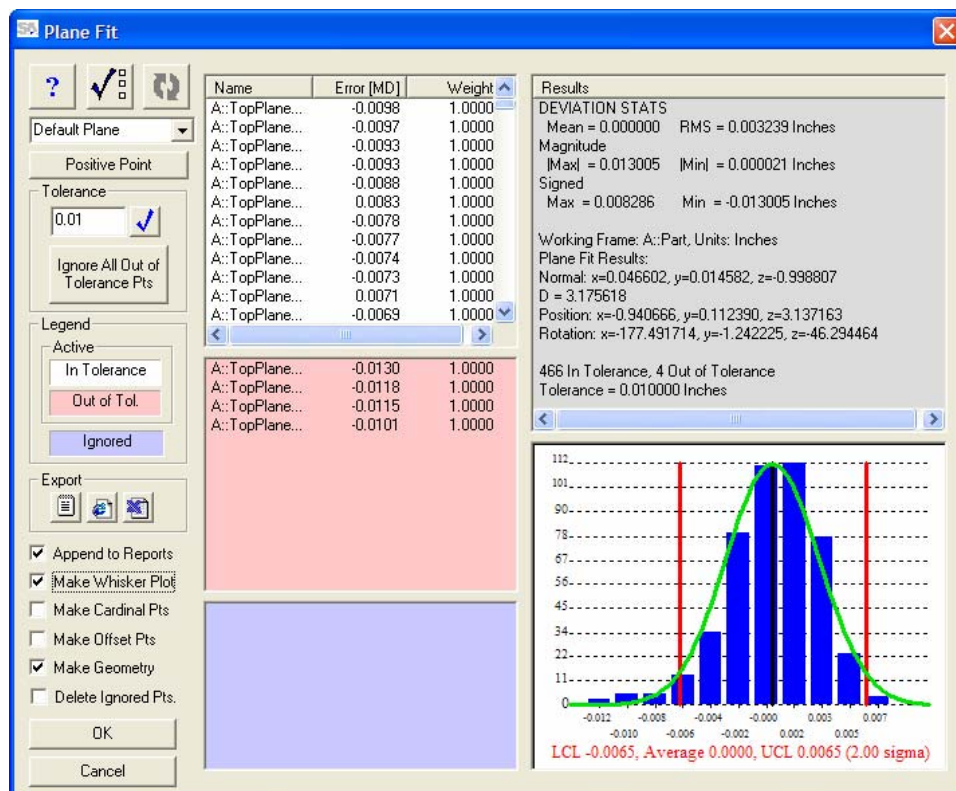 SA Plane Fit
?
Default Plane
Positive Point
Tolerance
0.01
Ignore All Out of
Tolerance Pts
Legend
Active
In Tolerance
Out of Tol.
Ignored
Export
Append to Reports
Make Whisker Plot
Make Cardinal Pts
Make Offset Pts
Make Geometry
Delete Ignored Pts.
OK
Cancel
Name Error [MD] Weight
A::TopPlane... -0.0098 1.0000
A::TopPlane... -0.0097 1.0000
A::TopPlane... -0.0093 1.0000
A::TopPlane... -0.0093 1.0000
A::TopPlane... -0.0088 1.0000
A::TopPlane... 0.0083 1.0000
A::TopPlane... -0.0078 1.0000
A::TopPlane... -0.0077 1.0000
A::TopPlane... -0.0074 1.0000
A::TopPlane... -0.0073 1.0000
A::TopPlane... 0.0071 1.0000
A::TopPlane... -0.0069 1.0000
A::TopPlane... -0.0130 1.0000
A::TopPlane... -0.0118 1.0000
A::TopPlane... -0.0115 1.0000
A::TopPlane... -0.0101 1.0000
Results
DEVIATION STATS
Mean = 0.000000 RMS = 0.003239 Inches
Magnitude
|Max| = 0.013005 |Min| = 0.000021 Inches
Signed
Max = 0.008286 Min = -0.013005 Inches
Working Frame: A::Part, Units: Inches
Plane Fit Results:
Normal: x=0.046602, y=0.014582, z=-0.998807
D = 3.175618
Position: x=-0.940666, y=0.112390, z=3.137163
Rotation: x=-177.491714, y=-1.242225, z=-46.294464
466 In Tolerance, 4 Out of Tolerance
Tolerance = 0.010000 Inches
112
101
90
78
67
56
45
34
22
11
0
-0.012 -0.008 -0.004 -0.000 0.003 0.007
-0.010 -0.006 -0.002 0.002 0.005
LCL -0.0065, Average 0.0000, UCL 0.0065 (2.00 sigma)